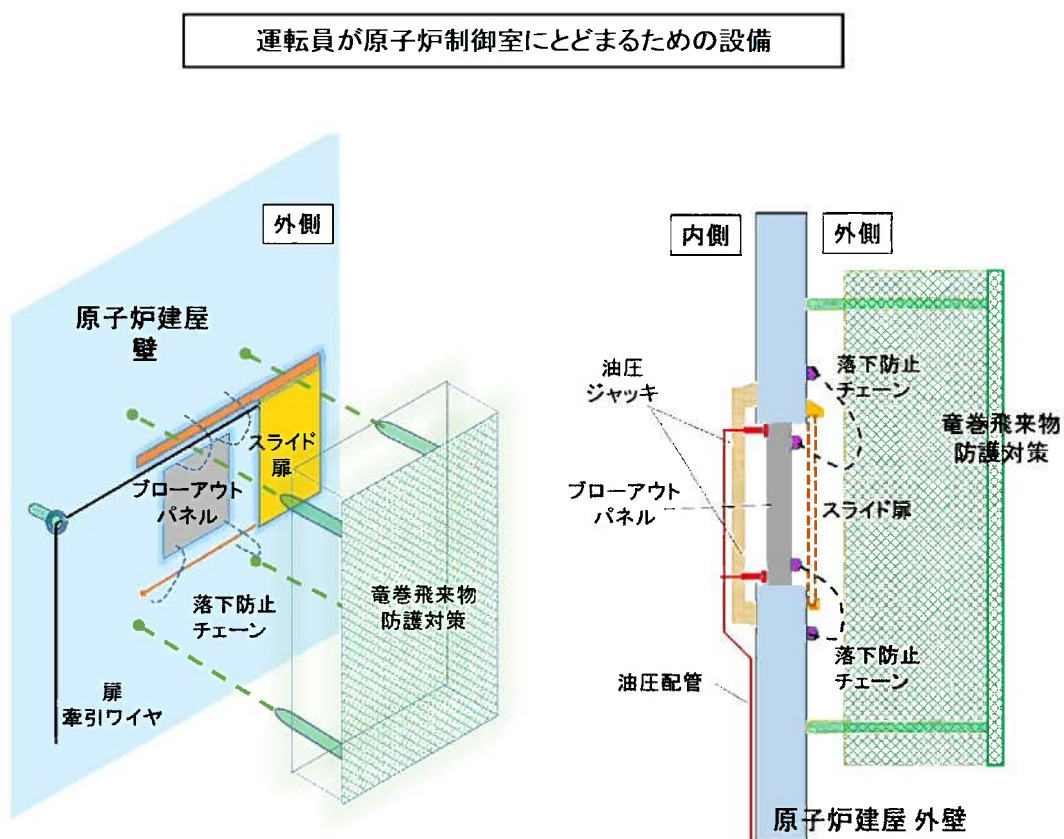 運転員が原子炉制御室にとどまるための設備
外側
原子炉建屋
壁
スライド
扉
ブローアウト
パネル
落下防止
チェーン
竜巻飛来物
防護対策
扉
牽引ワイヤ
内側
外側
油圧
ジャッキ
落下防止
チェーン
竜巻飛来物
防護対策
ブローアウト
パネル
スライド扉
落下防止
チェーン
油圧配管
原子炉建屋 外壁